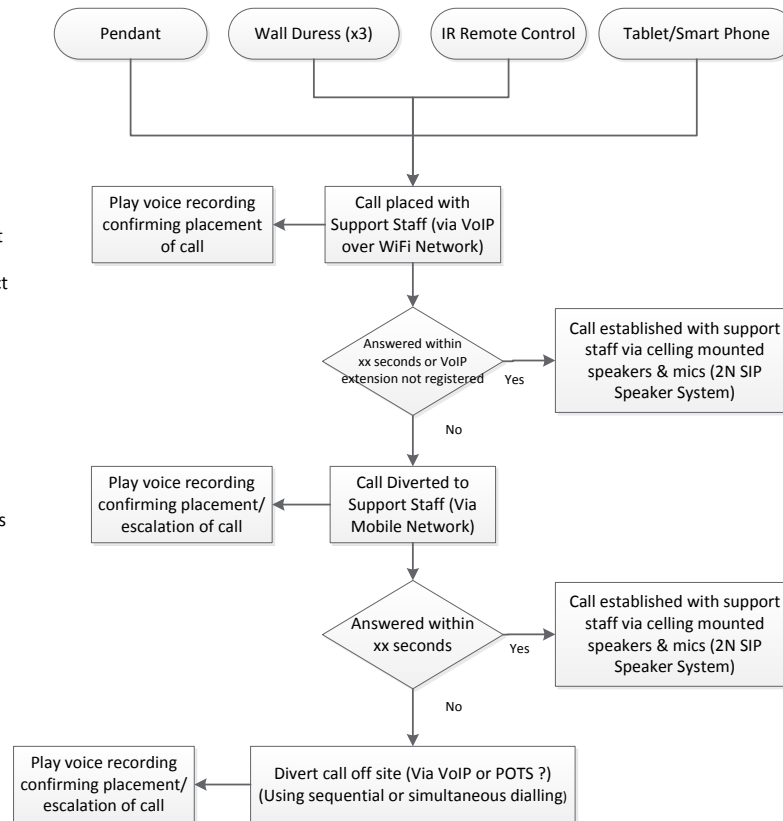 Pendant
Wall Duress (x3)
IR Remote Control
Tablet/Smart Phone
Play voice recording
confirming placement
of call
Call placed with
Support Staff (via VoIP
over WiFi Network)
t
ct
Answered within
xx seconds or VoIP
extension not registered
Yes
Call established with support
staff via celling mounted
speakers & mics (2N SIP
Speaker System)
No
Play voice recording
confirming placement/
escalation of call
Call Diverted to
Support Staff (Via
Mobile Network)
s
Answered within
xx seconds
Yes
Call established with support
staff via celling mounted
speakers & mics (2N SIP
Speaker System)
No
Play voice recording
confirming placement/
escalation of call
Divert call off site (Via VoIP or POTS ?)
(Using sequential or simultaneous dialling)